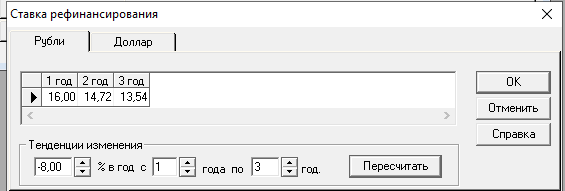 Ставка рефинансирования
Рубли Доллар
1 год 2 год 3 год
16,00 14,72 13,54
OK
Отменить
Справка
Тенденции изменения
-8,00 % в год с 1 года по 3 год. Пересчитать